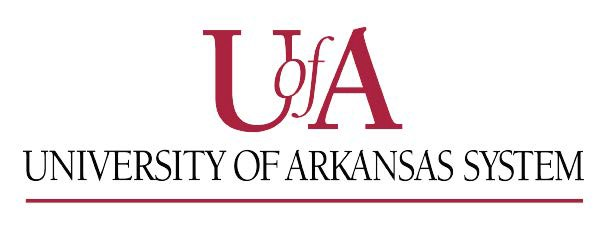 UofA
UNIVERSITY OF ARKANSAS SYSTEM